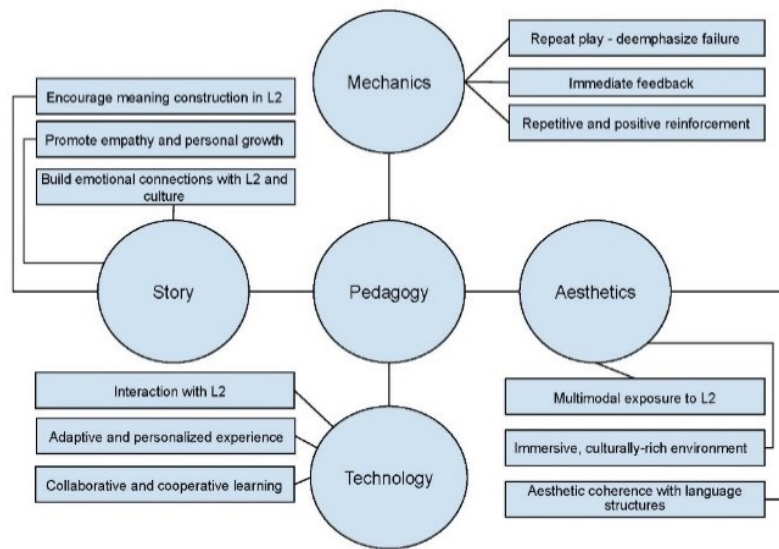 Mechanics
Repeat play - deemphasize failure
Immediate feedback
Repetitive and positive reinforcement
Encourage meaning construction in L2
Promote empathy and personal growth
Build emotional connections with L2 and
culture
Story
Pedagogy
Aesthetics
Interaction with L2
Adaptive and personalized experience
Collaborative and cooperative learning
Technology
Multimodal exposure to L2
Immersive, culturally-rich environment
Aesthetic coherence with language
structures